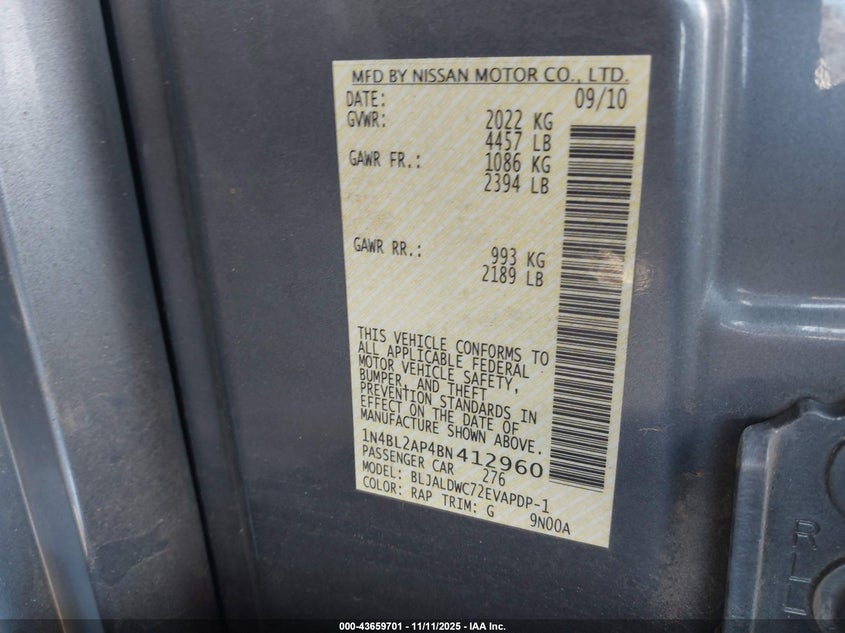 MFD BY NISSAN MOTOR CO., LTD.
DATE: 09/10
GVWR: 2022 KG
4457 LB
GAWR FR.: 1086 KG
2394 LB
GAWR RR.: 993 KG
2189 LB
THIS VEHICLE CONFORMS TO
ALL APPLICABLE FEDERAL
MOTOR VEHICLE SAFETY,
BUMPER, AND THEFT
PREVENTION STANDARDS IN
EFFECT ON THE DATE OF
MANUFACTURE SHOWN ABOVE.
1N4BL2AP4BN412960
PASSENGER CAR 276
MODEL: BLJALDWC72EVAPDP-1
COLOR: RAP TRIM: G 9N00A
000-43659701 - 11/11/2025 - IAA Inc.